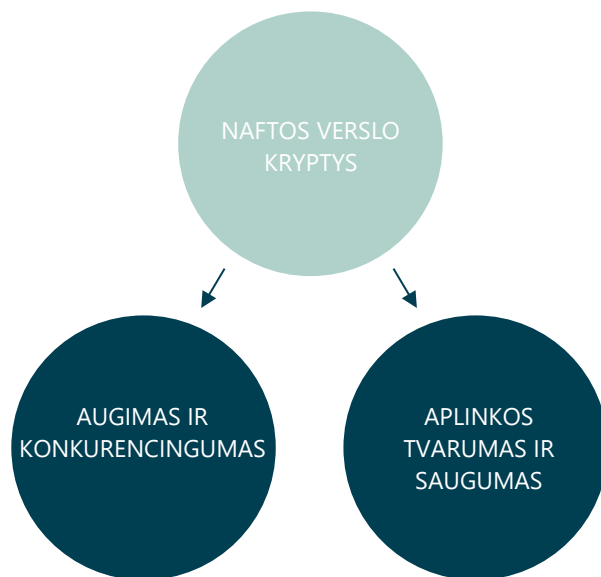 NAFTOS VERSLO
KRYPTYS
AUGIMAS IR
KONKURENCINGUMAS
APLINKOS
TVARUMAS IR
SAUGUMAS